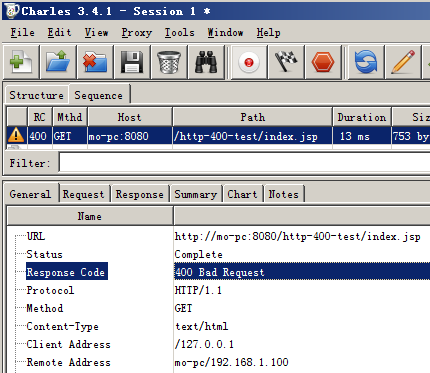 Charles 3.4.1 - Session 1 *
File Edit View Proxy Tools Window Help
Structure Sequence
RC Mthd Host Path Duration Siz
400 GET mo-pc:8080 /http-400-test/index.jsp 13 ms 753 by
Filter:
General Request Response Summary Chart Notes
Name
URL http://mo-pc:8080/http-400-test/index.jsp
Status Complete
Response Code 400 Bad Request
Protocol HTTP/1.1
Method GET
Content-Type text/html
Client Address /127.0.0.1
Remote Address mo-pc/192.168.1.100